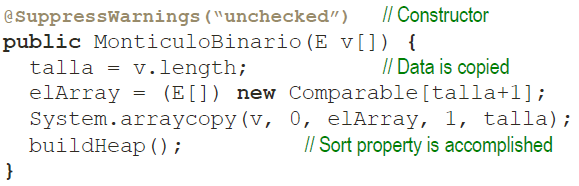 @SuppressWarnings(“unchecked”) // Constructor
public MonticuloBinario(E v[]) {
talla = v.length; // Data is copied
elArray = (E[]) new Comparable[talla+1];
System.arraycopy(v, 0, elArray, 1, talla);
buildHeap(); // Sort property is accomplished
}